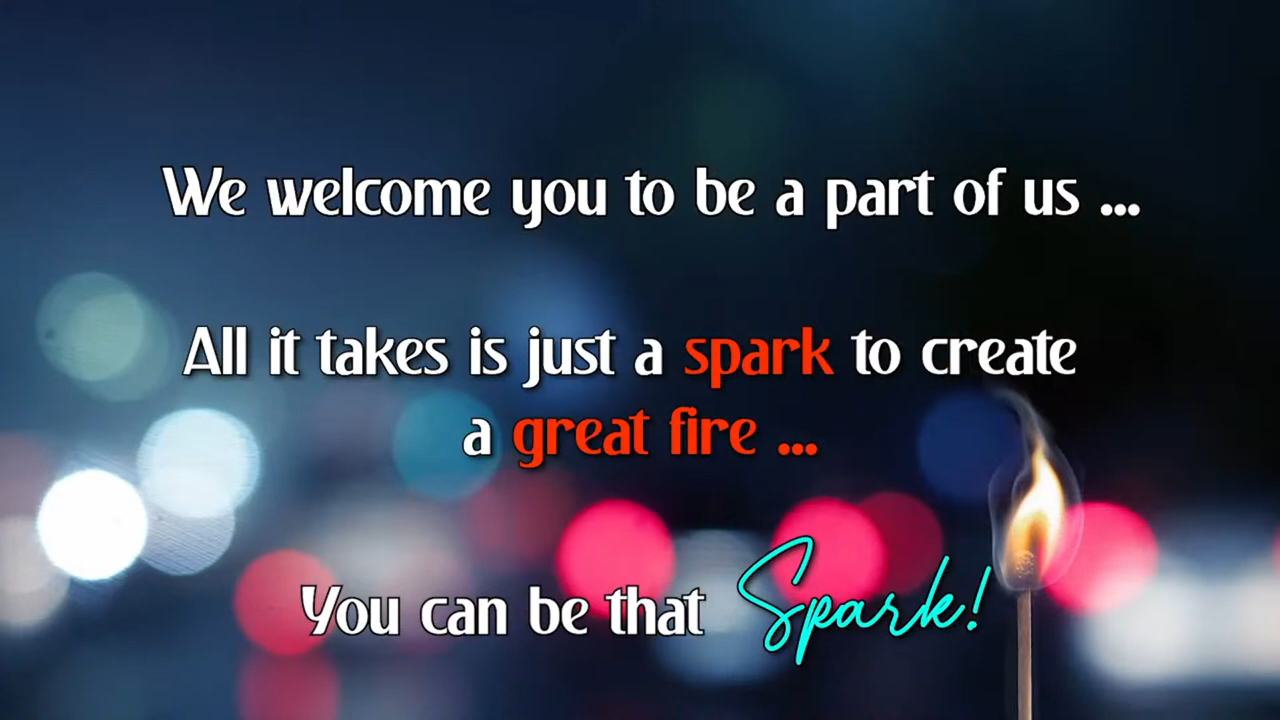 We welcome you to be a part of us ...
All it takes is just a spark to create
a great fire ...
You can be that Spark!